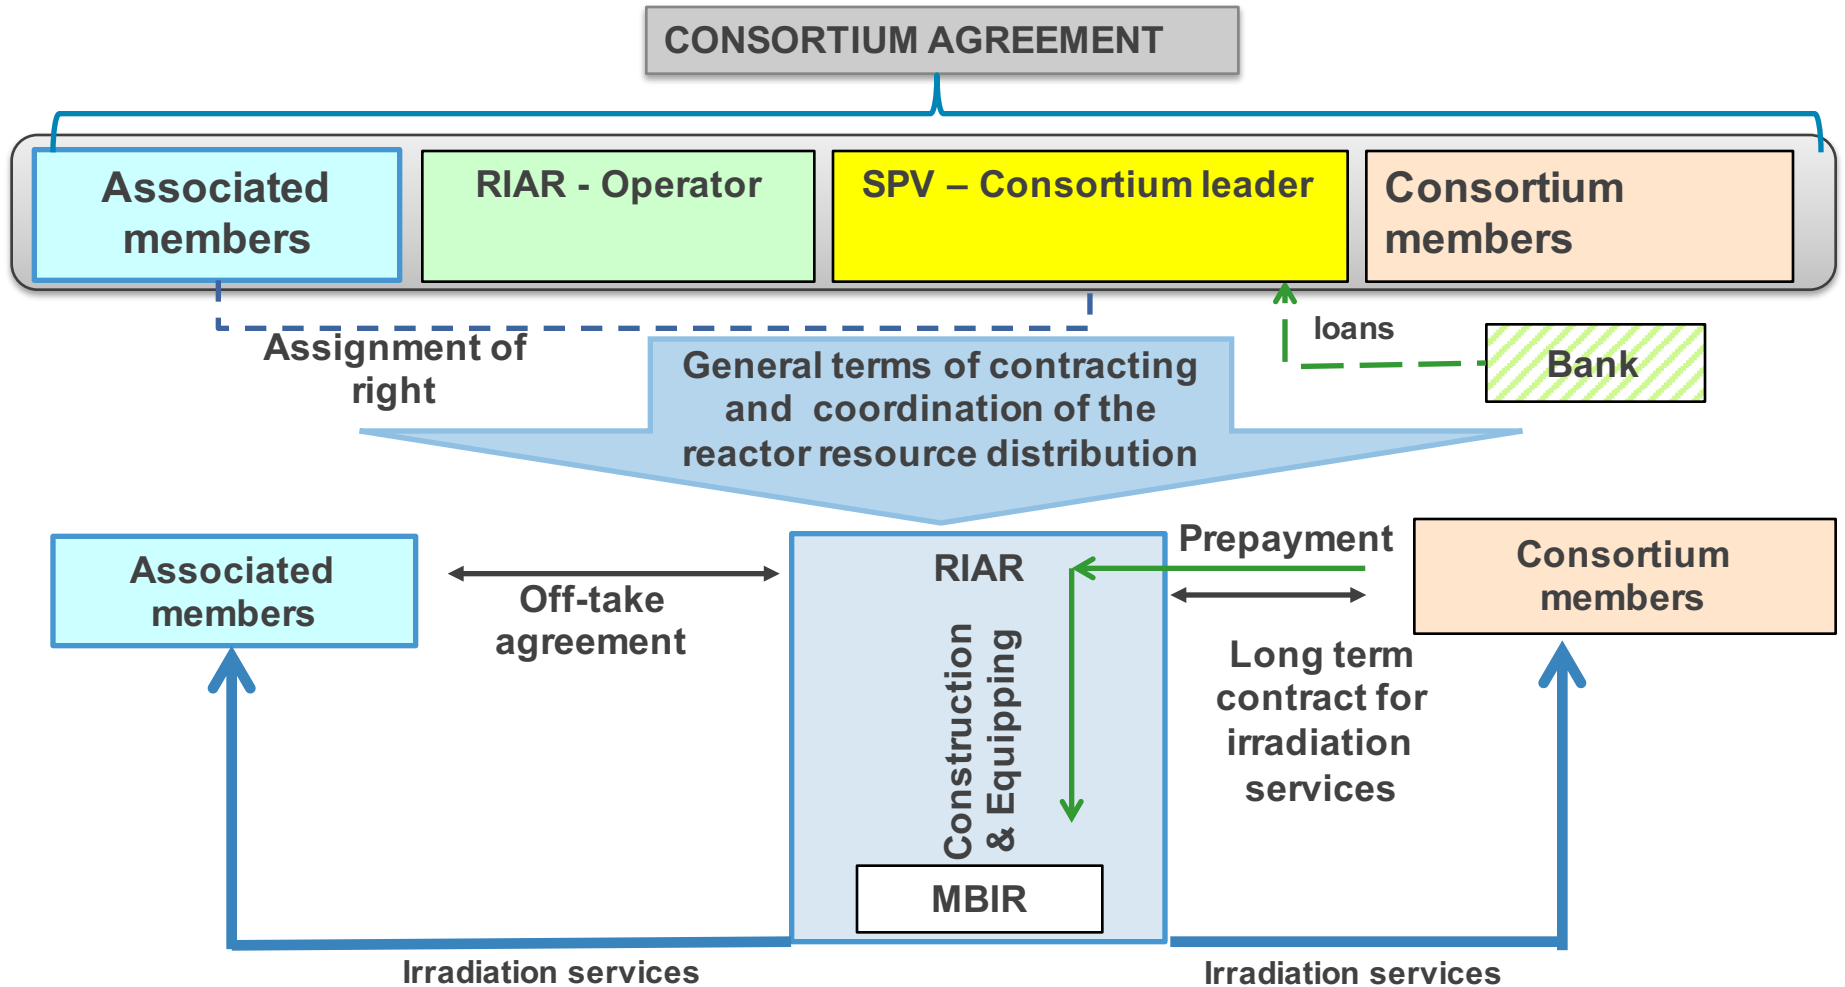 CONSORTIUM AGREEMENT
Associated
members
RIAR - Operator
SPV – Consortium leader
Consortium
members
Assignment of
right
loans
Bank
General terms of contracting
and coordination of the
reactor resource distribution
Associated
members
Off-take
agreement
RIAR
Construction
& Equipping
MBIR
Prepayment
Long term
contract for
irradiation
services
Consortium
members
Irradiation services
Irradiation services